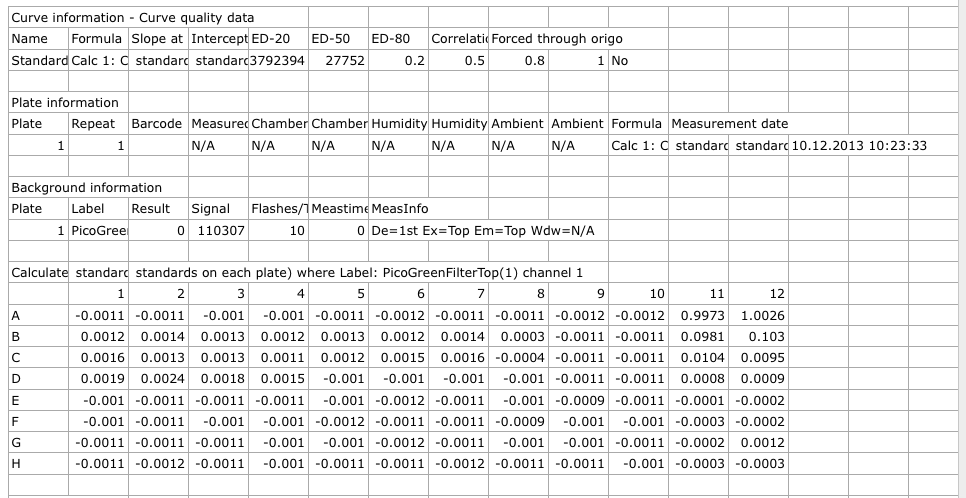 Curve information - Curve quality data
Name Formula Slope at Intercept ED-20 ED-50 ED-80 Correlatic Forced through origo
Standard Calc 1: C standard standard 3792394 27752 0.2 0.5 0.8 1 No
Plate information
Plate Repeat Barcode Measured Chamber Chamber Humidity Humidity Ambient Ambient Formula Measurement date
1 1 N/A N/A N/A N/A N/A N/A N/A Calc 1: C standard standard 10.12.2013 10:23:33
Background information
Plate Label Result Signal Flashes/T Meastime MeasInfo
1 PicoGreen 0 110307 10 0 De=1st Ex=Top Em=Top Wdw=N/A
Calculate standard standards on each plate) where Label: PicoGreenFilterTop(1) channel 1
1 2 3 4 5 6 7 8 9 10 11 12
A -0.0011 -0.0011 -0.001 -0.001 -0.0011 -0.0012 -0.0011 -0.0011 -0.0012 -0.0012 0.9973 1.0026
B 0.0012 0.0014 0.0013 0.0012 0.0013 0.0012 0.0014 0.0003 -0.0011 -0.0011 0.0981 0.103
C 0.0016 0.0013 0.0013 0.0011 0.0012 0.0015 0.0016 -0.0004 -0.0011 -0.0011 0.0104 0.0095
D 0.0019 0.0024 0.0018 0.0015 -0.001 -0.001 -0.001 -0.001 -0.0011 -0.0011 0.0008 0.0009
E -0.001 -0.0011 -0.0011 -0.0011 -0.001 -0.0012 -0.0011 -0.001 -0.0009 -0.0011 -0.0001 -0.0002
F -0.001 -0.0011 -0.001 -0.001 -0.0012 -0.0011 -0.0011 -0.0009 -0.001 -0.001 -0.0003 -0.0002
G -0.0011 -0.0011 -0.0011 -0.001 -0.001 -0.0012 -0.0011 -0.001 -0.001 -0.0011 -0.0002 0.0012
H -0.0011 -0.0012 -0.0011 -0.001 -0.0011 -0.0011 -0.0012 -0.0011 -0.0011 -0.001 -0.0003 -0.0003